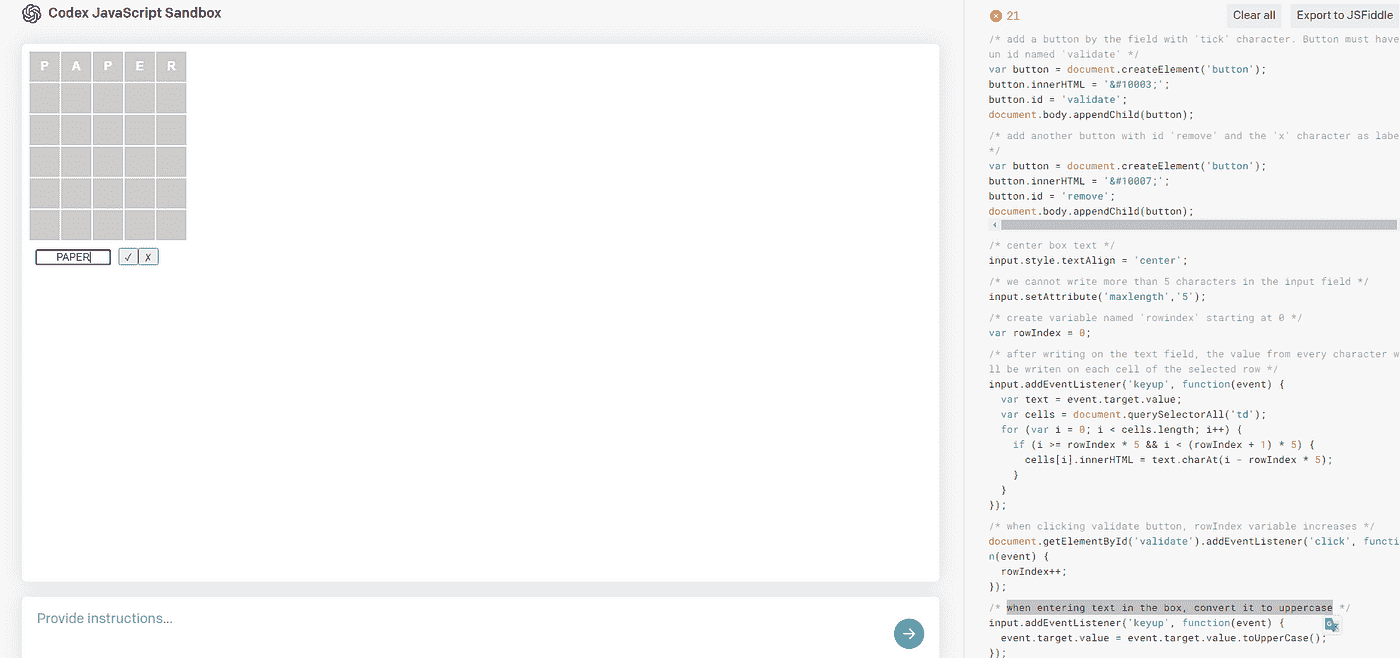 Codex JavaScript Sandbox
P A P E R
PAPER
✓ ✗
Provide instructions...
21
Clear all
Export to JSFiddle
/* add a button by the field with `tick` character. Button must have
un id named `validate` */
var button = document.createElement('button');
button.innerHTML = '&#10003;';
button.id = 'validate';
document.body.appendChild(button);
/* add another button with id `remove` and the `x` character as labe
*/
var button = document.createElement('button');
button.innerHTML = '&#10007;';
button.id = 'remove';
document.body.appendChild(button);
/* center box text */
input.style.textAlign = 'center';
/* we cannot write more than 5 characters in the input field */
input.setAttribute('maxlength','5');
/* create variable named `rowindex` starting at 0 */
var rowIndex = 0;
/* after writing on the text field, the value from every character w
ll be writen on each cell of the selected row */
input.addEventListener('keyup', function(event) {
var text = event.target.value;
var cells = document.querySelectorAll('td');
for (var i = 0; i < cells.length; i++) {
if (i >= rowIndex * 5 && i < (rowIndex + 1) * 5) {
cells[i].innerHTML = text.charAt(i - rowIndex * 5);
}
}
});
/* when clicking validate button, rowIndex variable increases */
document.getElementById('validate').addEventListener('click', functi
n(event) {
rowIndex++;
});
/* when entering text in the box, convert it to uppercase */
input.addEventListener('keyup', function(event) {
event.target.value = event.target.value.toUpperCase();
});